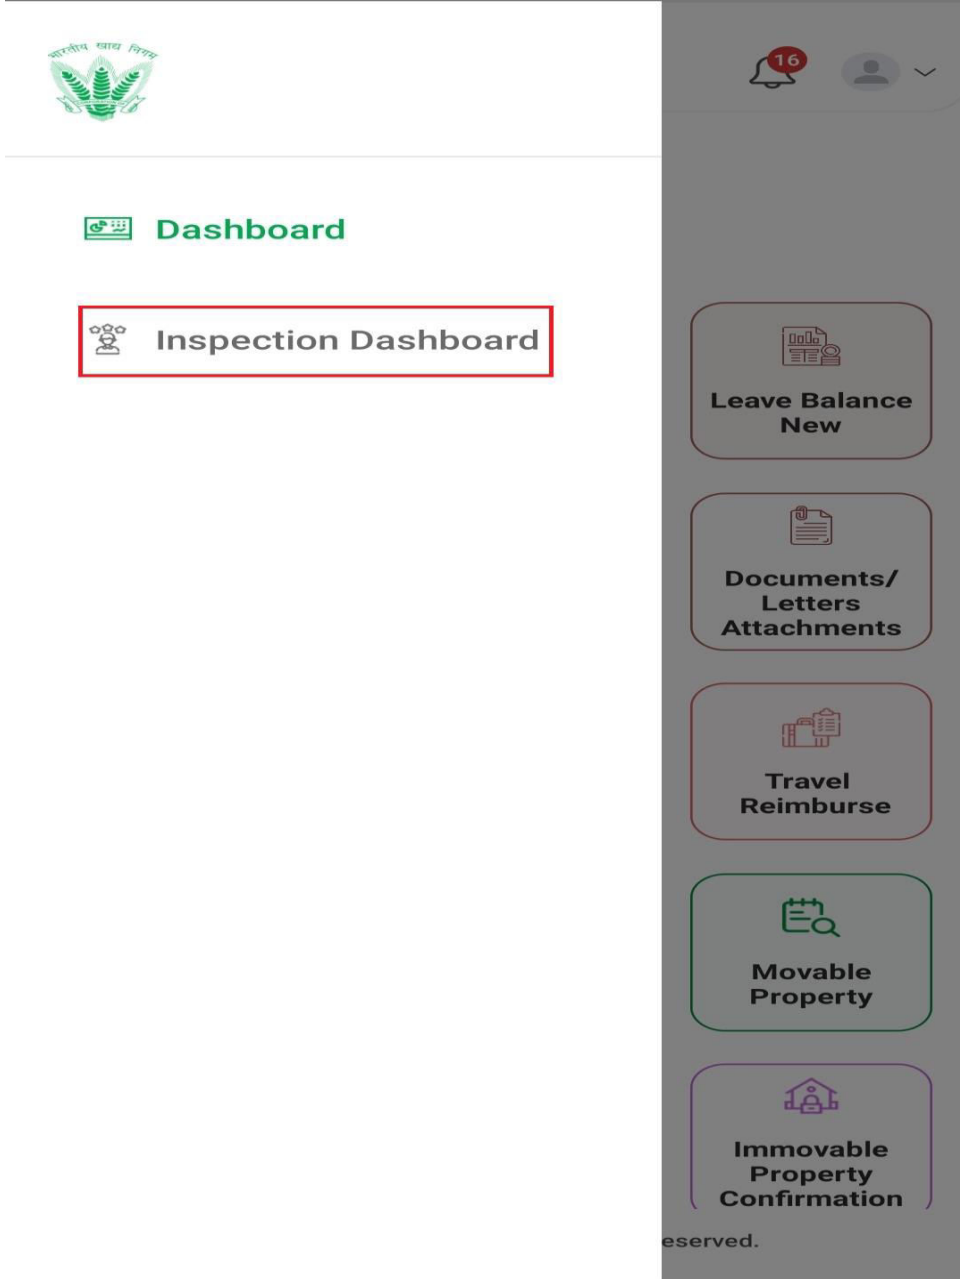 भारतीय खाद्य निगम
16
Dashboard
Inspection Dashboard
Leave Balance
New
Documents/
Letters
Attachments
Travel
Reimburse
Movable
Property
Immovable
Property
Confirmation
eserved.